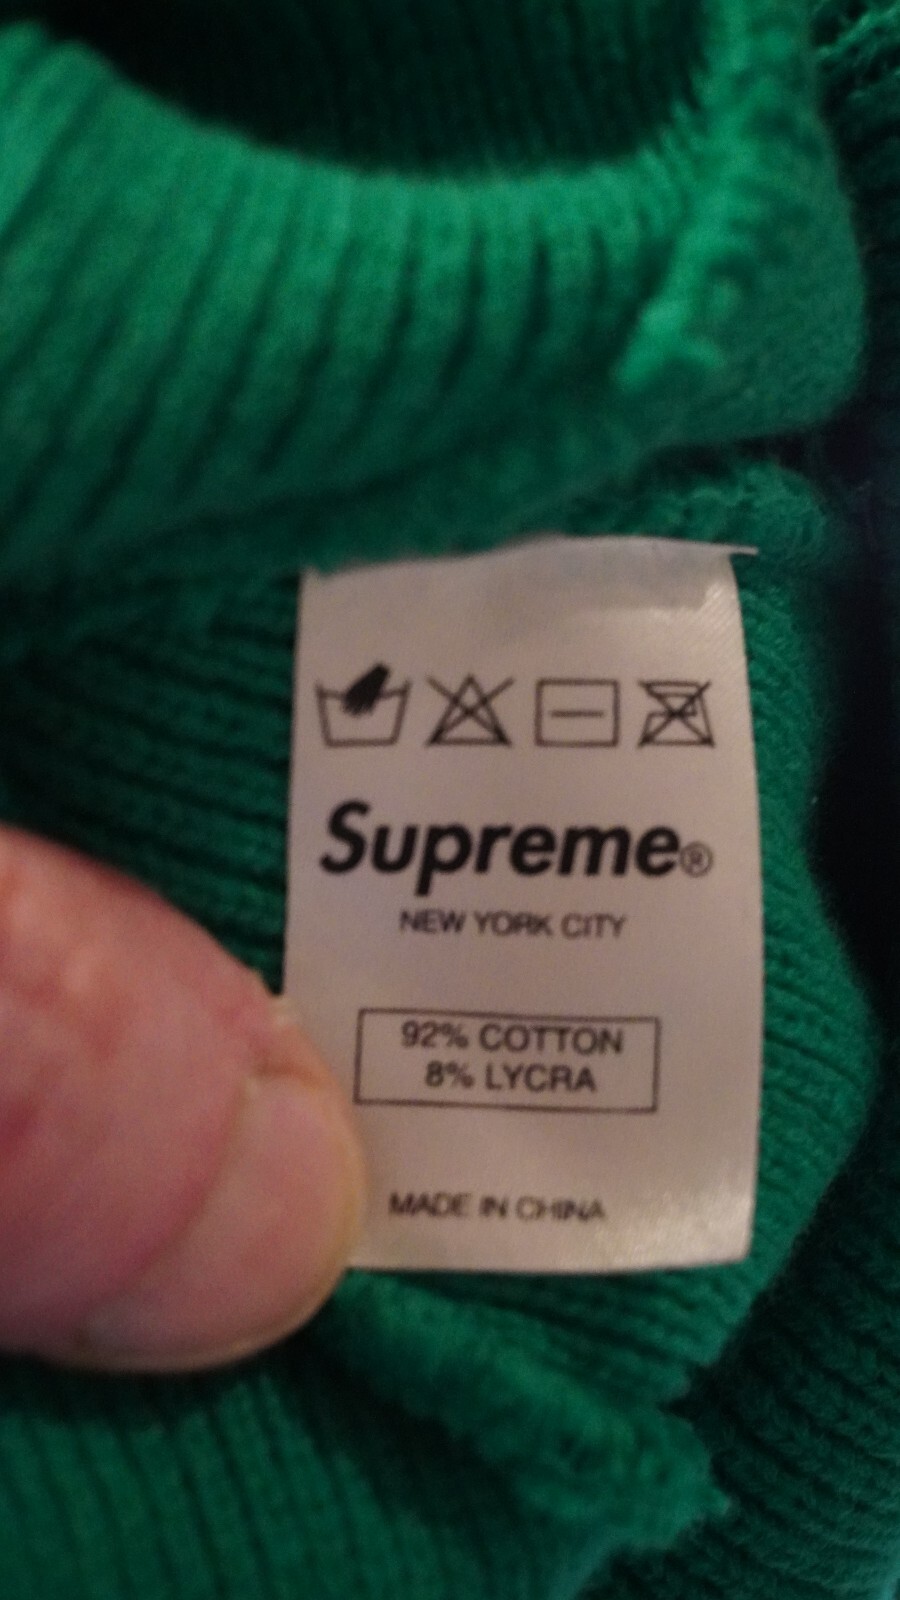 Supreme®
NEW YORK CITY
92% COTTON
8% LYCRA
MADE IN CHINA